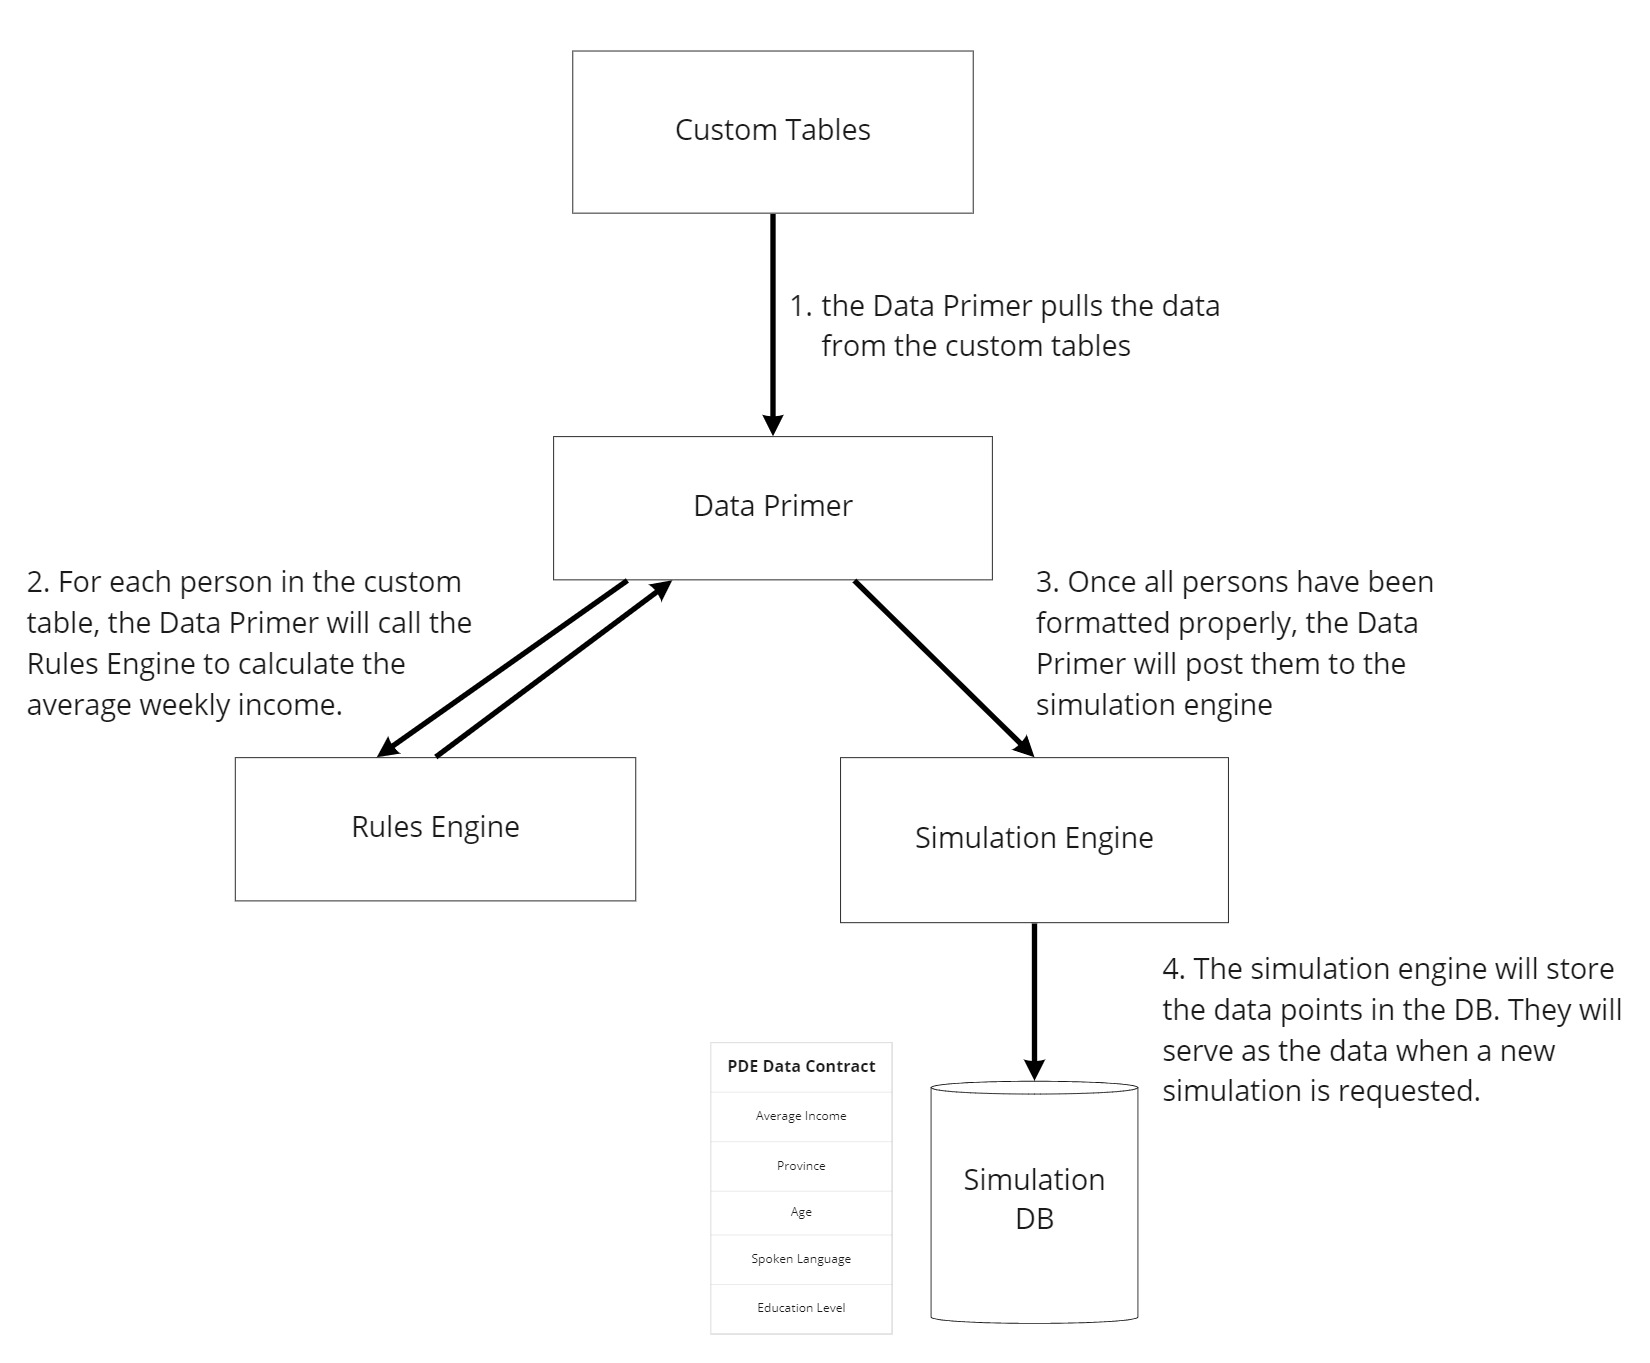 Custom Tables
1. the Data Primer pulls the data
from the custom tables
Data Primer
2. For each person in the custom
table, the Data Primer will call the
Rules Engine to calculate the
average weekly income.
3. Once all persons have been
formatted properly, the Data
Primer will post them to the
simulation engine
Rules Engine
Simulation Engine
4. The simulation engine will store
the data points in the DB. They will
serve as the data when a new
simulation is requested.
PDE Data Contract
Average Income
Province
Age
Spoken Language
Education Level
Simulation
DB